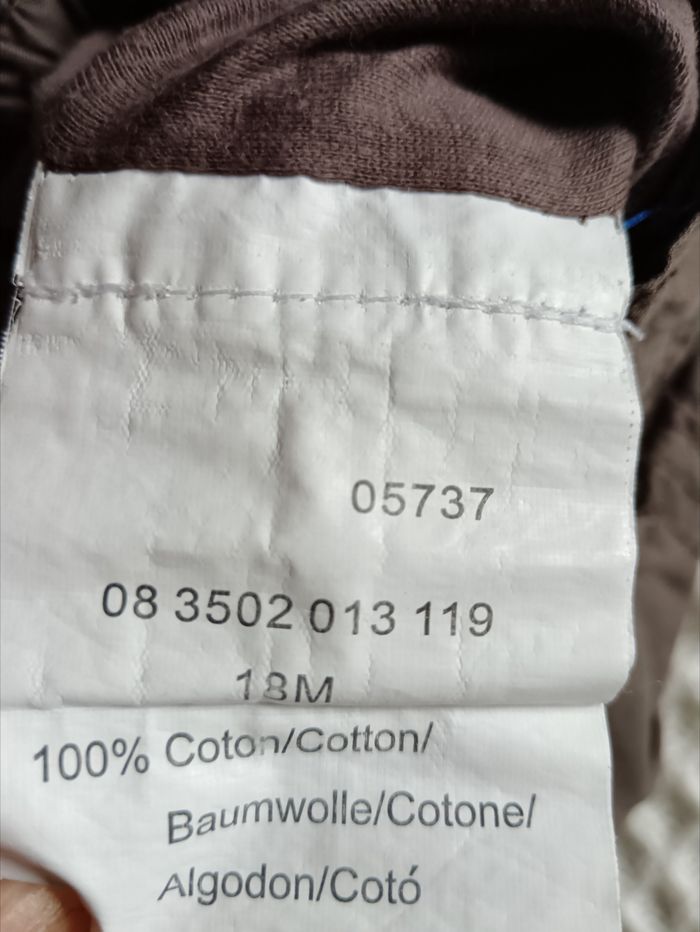 05737
08 3502 013 119
18M
100% Coton/Cotton/
Baumwolle/Cotone/
Algodon/Cotó